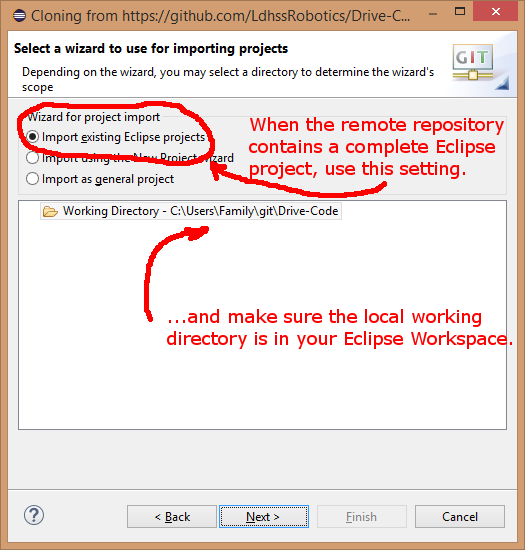 Cloning from https://github.com/LdhssRobotics/Drive-C...
Select a wizard to use for importing projects
Depending on the wizard, you may select a directory to determine the wizard's
scope
GIT
Wizard for project import
Import existing Eclipse projects
Import using the New Project wizard
Import as general project
When the remote repository
contains a complete Eclipse
project, use this setting.
Working Directory - C:\Users\Family\git\Drive-Code
...and make sure the local working
directory is in your Eclipse Workspace.
?
< Back
Next >
Finish
Cancel